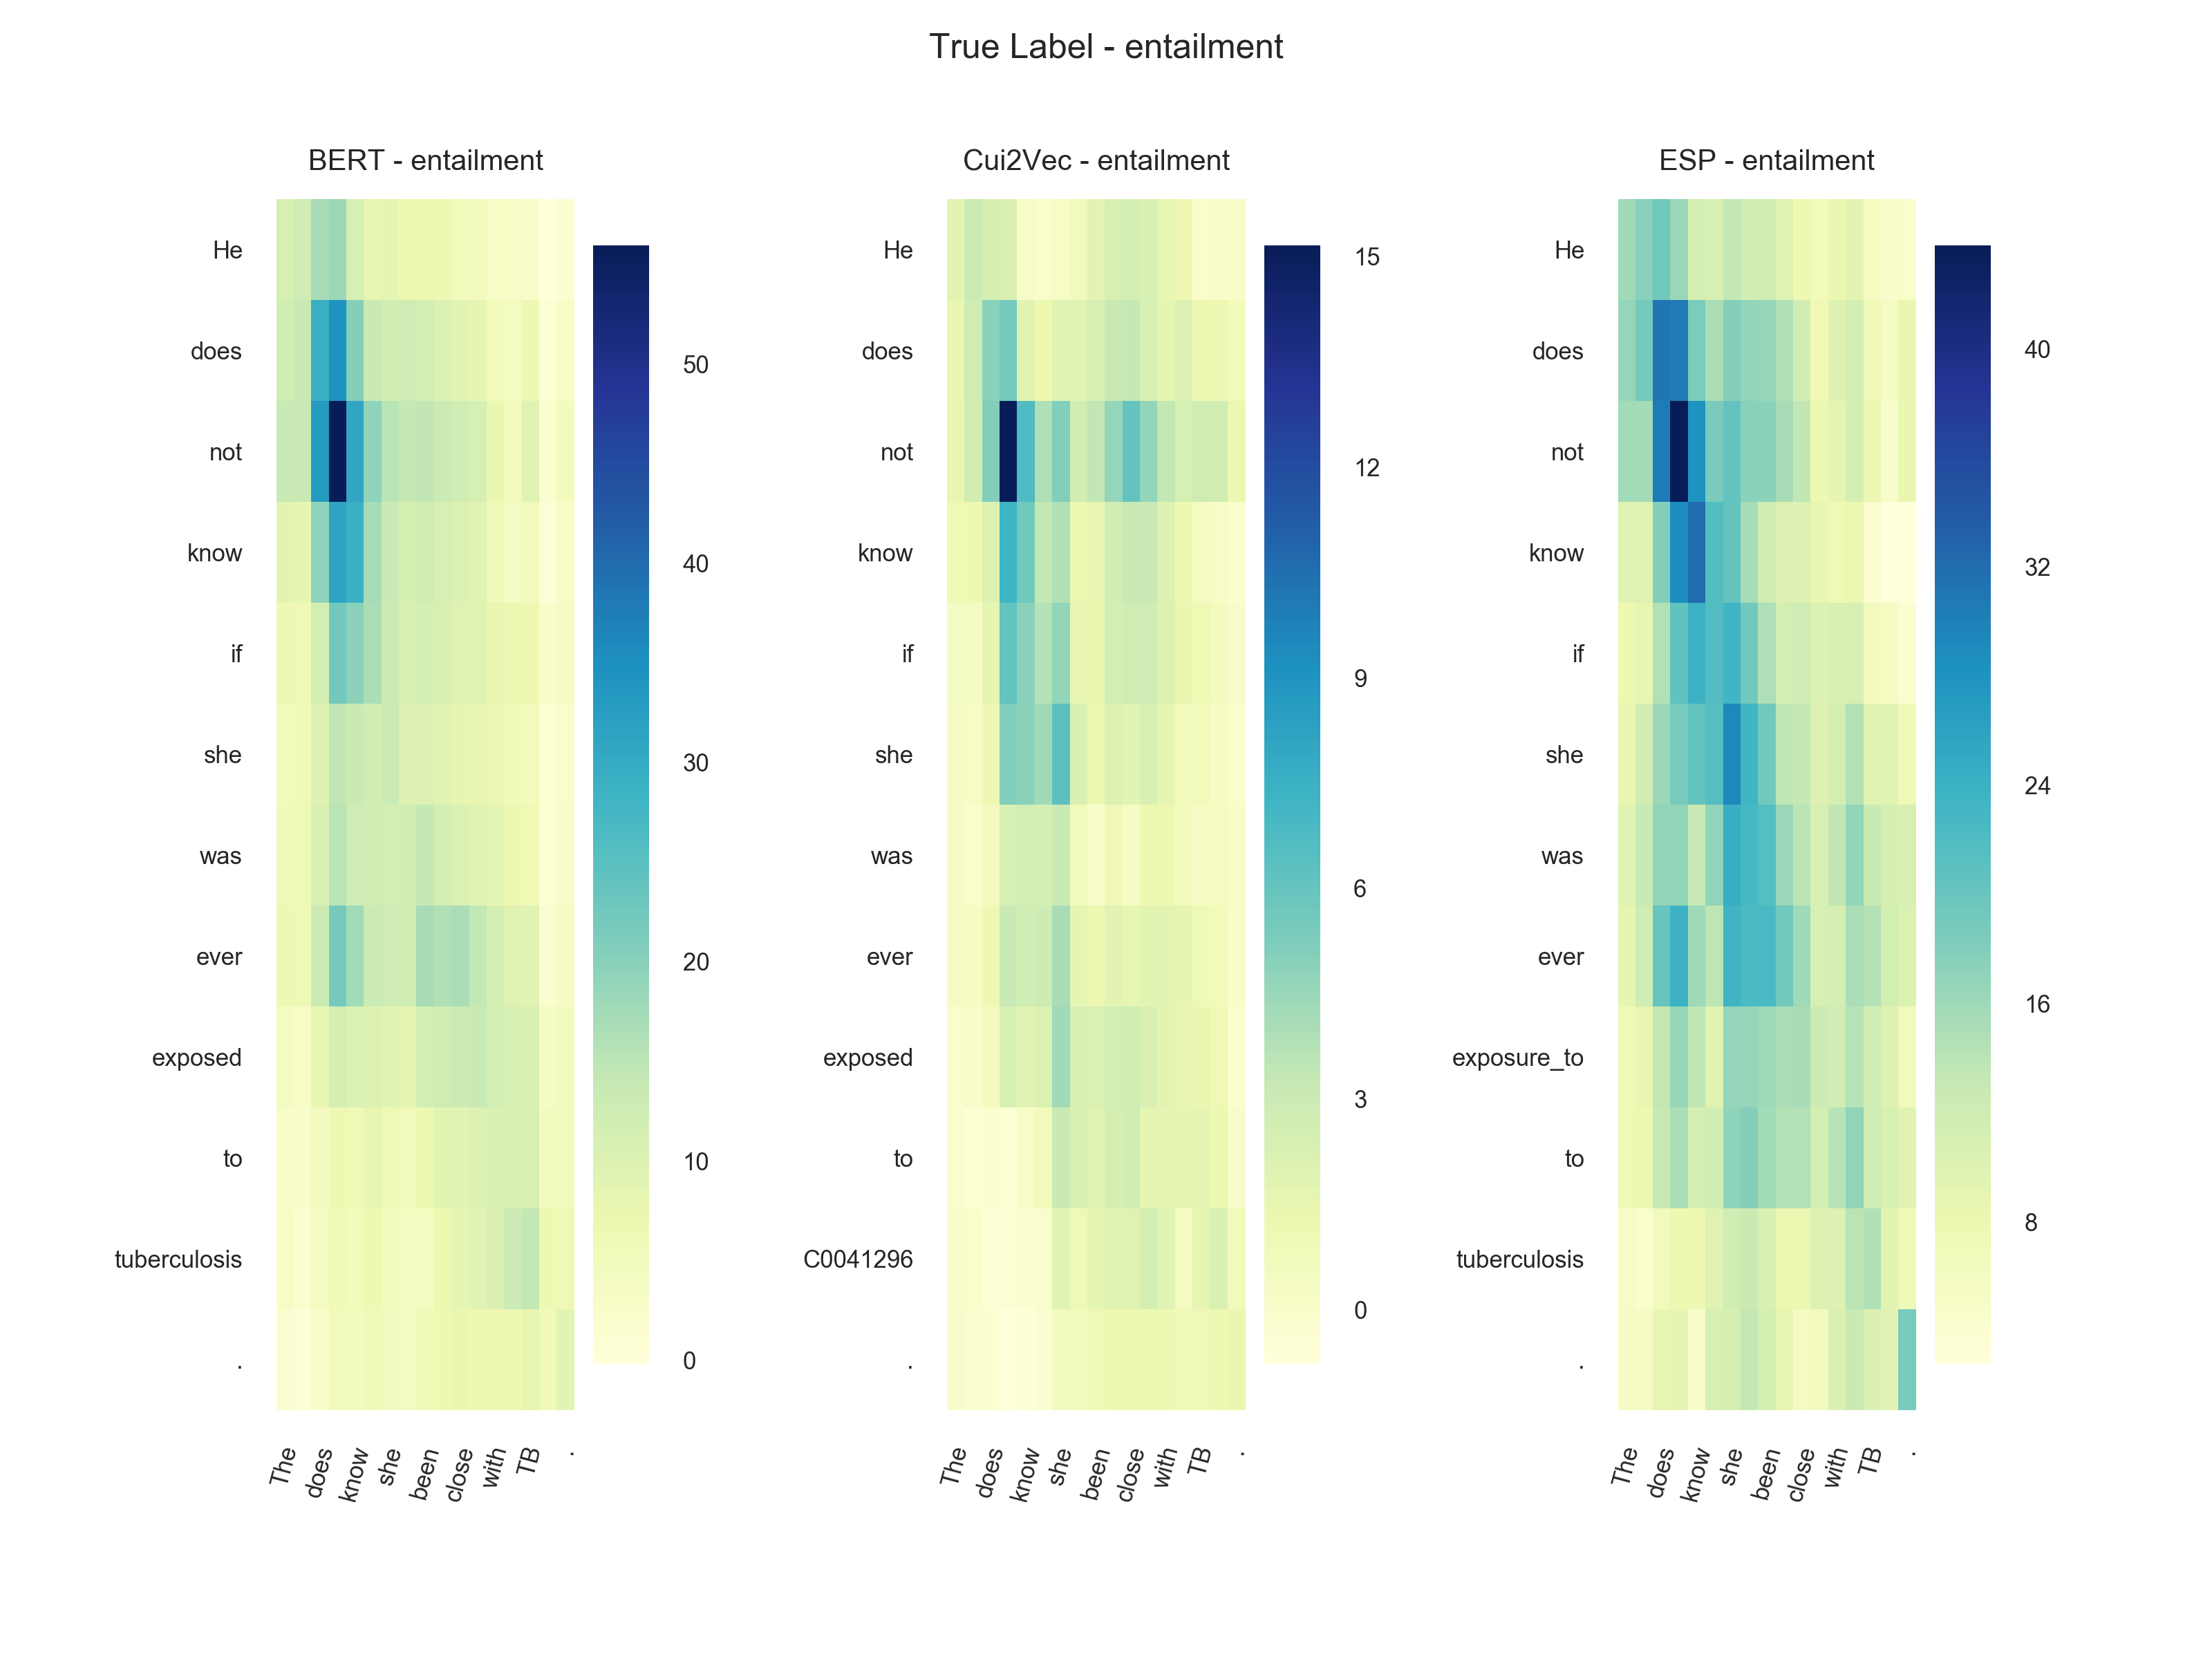 True Label - entailment
BERT - entailment
He
does
not
know
if
she
was
ever
exposed
to
tuberculosis
.
The
does
know
she
been
close
with
TB
.
50
40
30
20
10
0
Cui2Vec - entailment
He
does
not
know
if
she
was
ever
exposed
to
C0041296
.
The
does
know
she
been
close
with
TB
.
15
12
9
6
3
0
ESP - entailment
He
does
not
know
if
she
was
ever
exposure_to
to
tuberculosis
.
The
does
know
she
been
close
with
TB
.
40
32
24
16
8